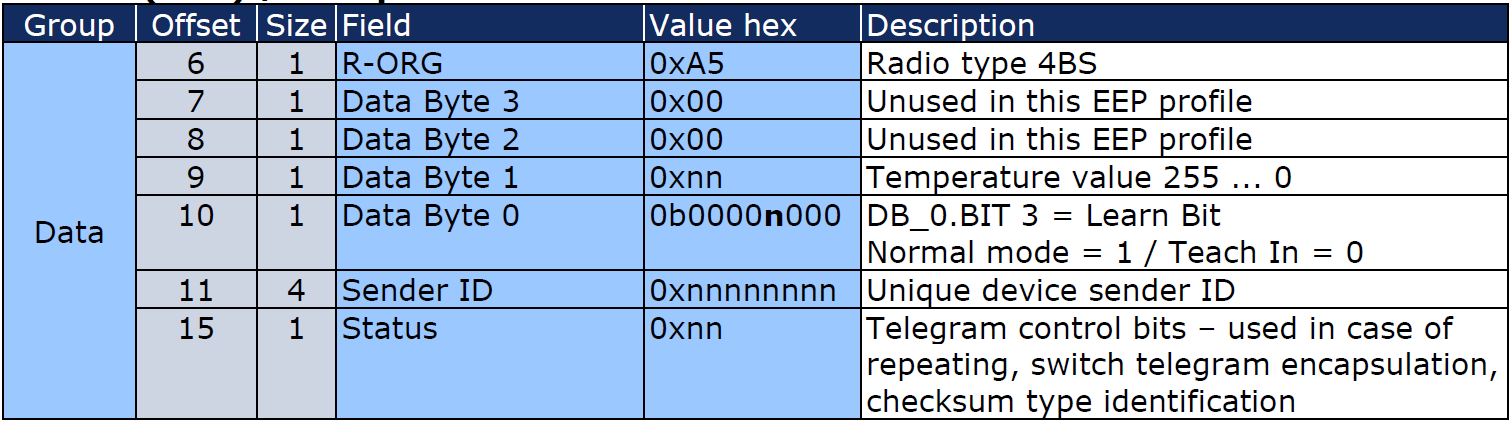 Group Offset Size Field Value hex Description
6 1 R-ORG 0xA5 Radio type 4BS
7 1 Data Byte 3 0x00 Unused in this EEP profile
8 1 Data Byte 2 0x00 Unused in this EEP profile
9 1 Data Byte 1 0xnn Temperature value 255 ... 0
Data 10 1 Data Byte 0 0b0000n000 DB_0.BIT 3 = Learn Bit
Normal mode = 1 / Teach In = 0
11 4 Sender ID 0xnnnnnnnn Unique device sender ID
15 1 Status 0xnn Telegram control bits – used in case of
repeating, switch telegram encapsulation,
checksum type identification